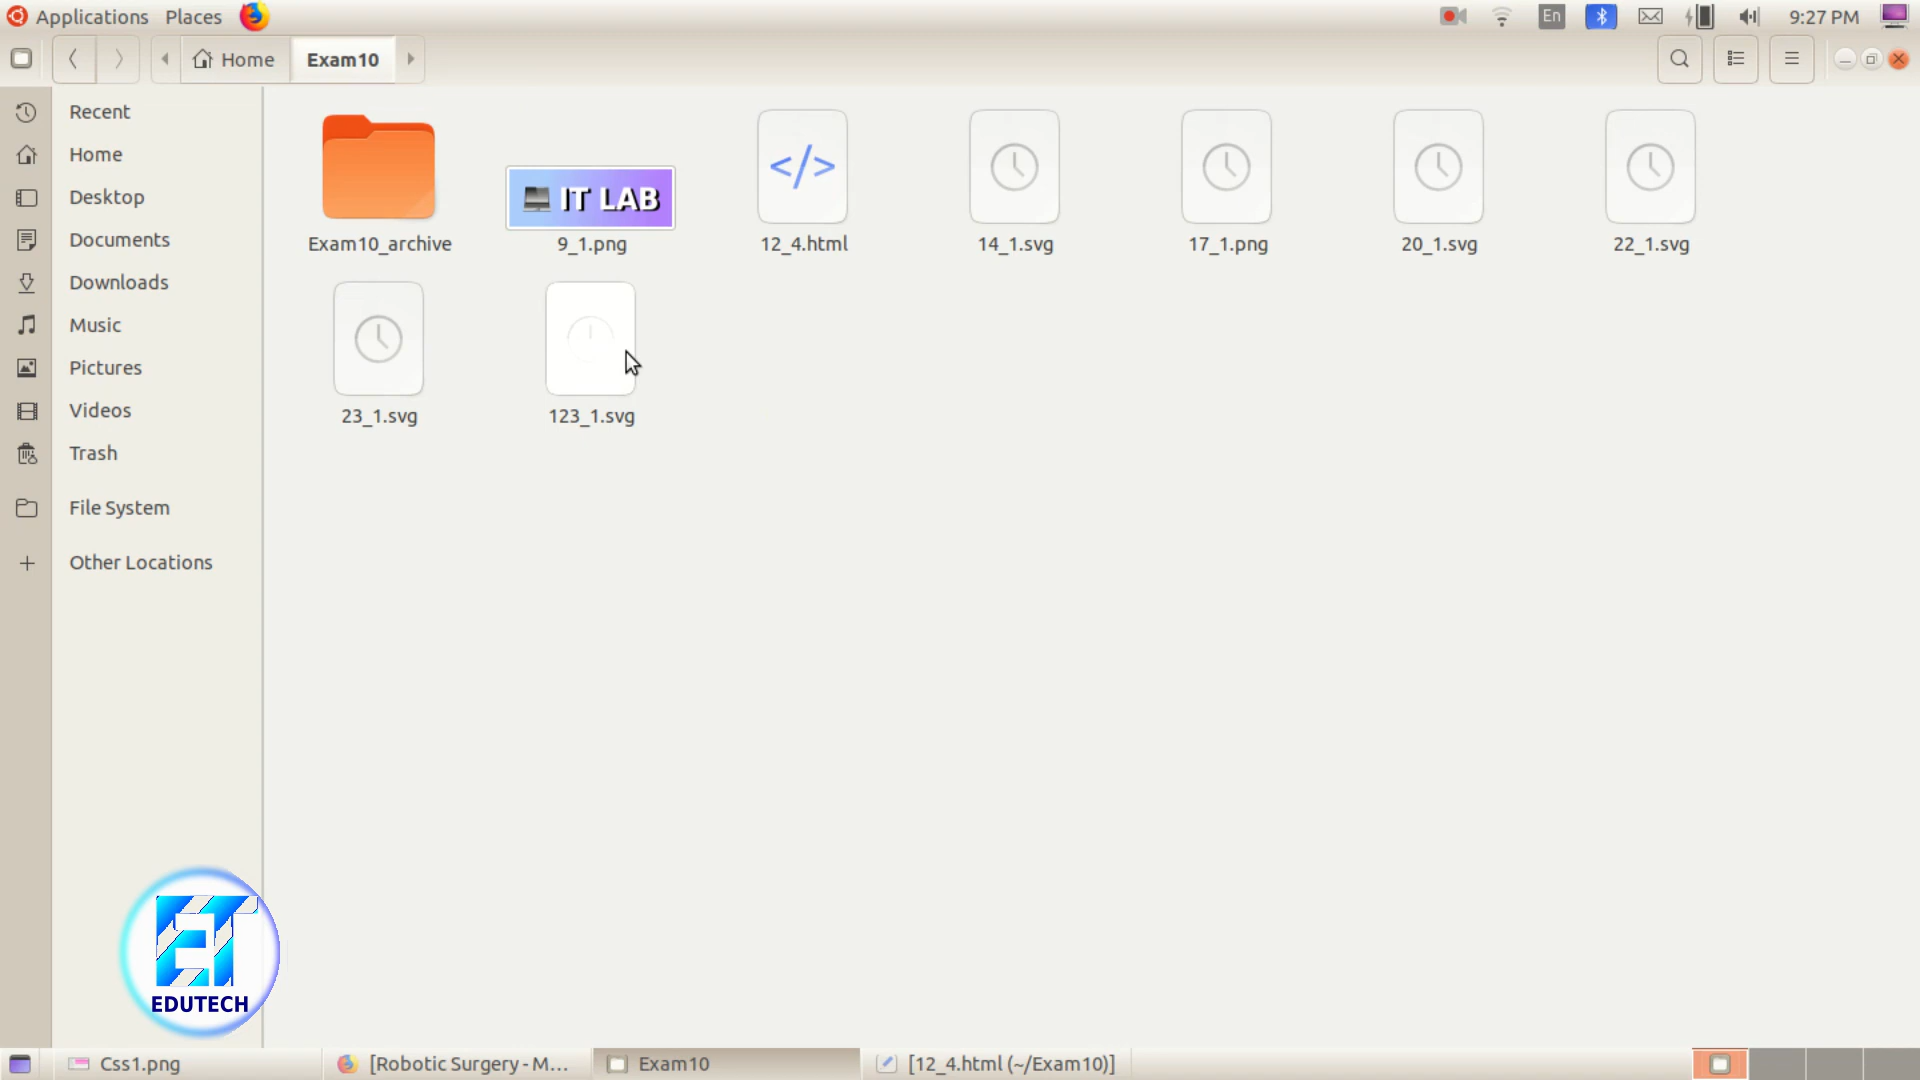 Applications Places En 9:27 PM
Home Exam10
Recent
Home
Desktop
Documents
Downloads
Music
Pictures
Videos
Trash
File System
Other Locations
IT LAB
Exam10_archive 9_1.png 12_4.html 14_1.svg 17_1.png 20_1.svg 22_1.svg
23_1.svg 123_1.svg
ET
EDUTECH
Css1.png [Robotic Surgery - M... Exam10 [12_4.html (~/Exam10)]